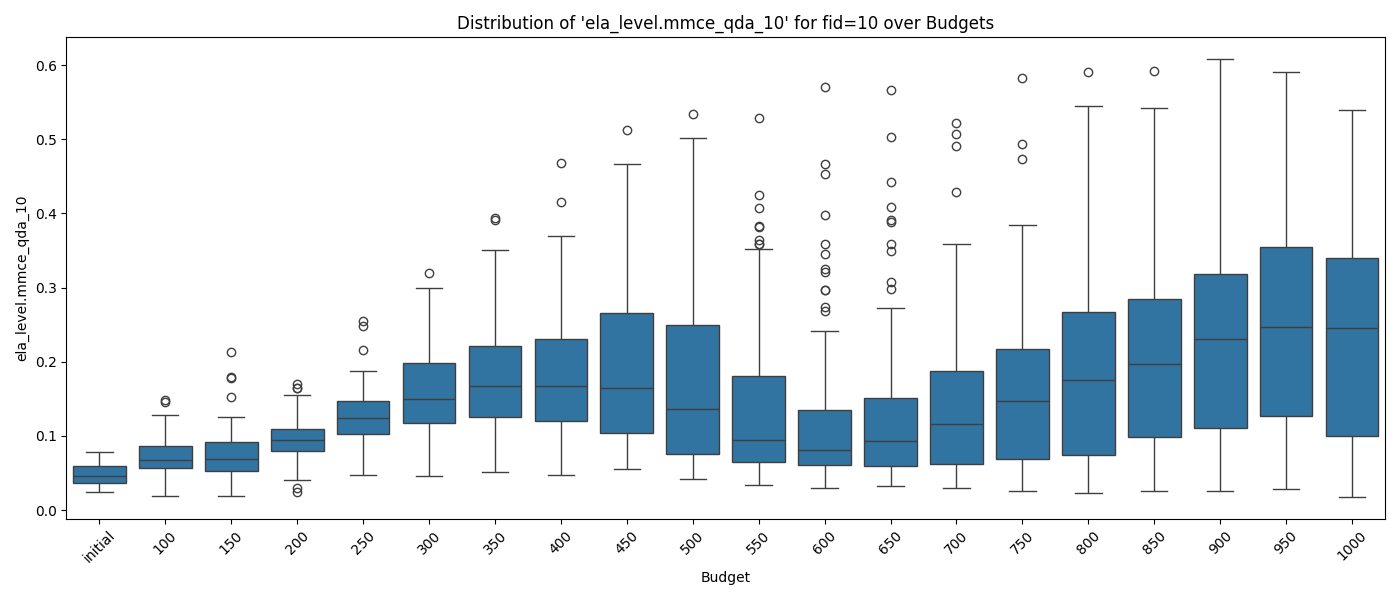 Distribution of 'ela_level.mmce_qda_10' for fid=10 over Budgets
ela_level.mmce_qda_10
0.6
0.5
0.4
0.3
0.2
0.1
0.0
initial 100 150 200 250 300 350 400 450 500 550 600 650 700 750 800 850 900 950 1000
Budget